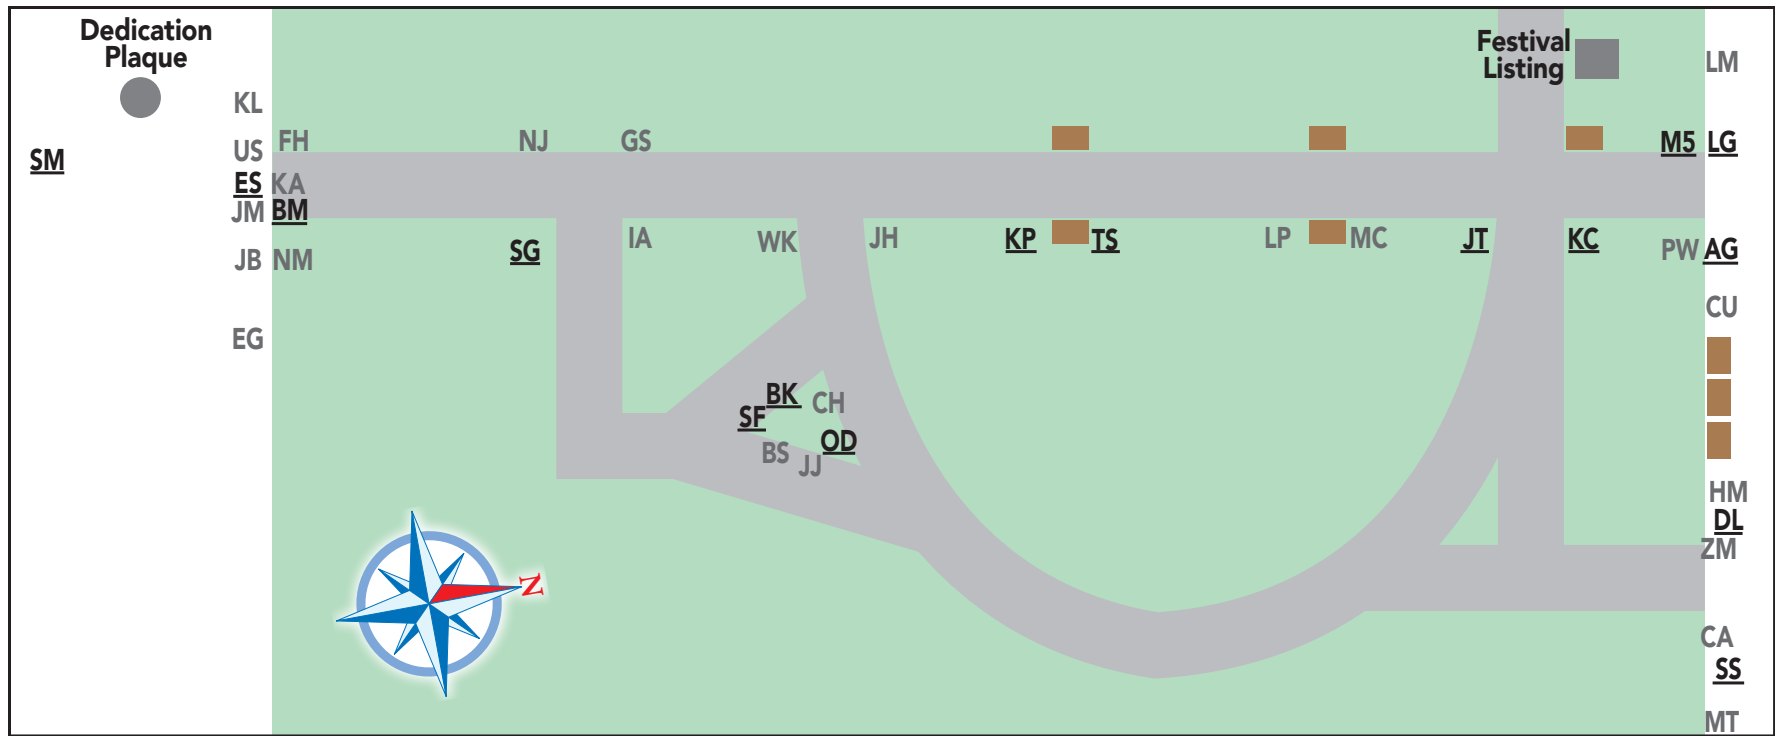 Dedication
Plaque
Festival
Listing
LM
KL
FH
NJ
GS
M5
LG
US
SM
ES
KA
JM
BM
SG
IA
WK
JH
KP
TS
LP
MC
JT
KC
PW
AG
JB
NM
CU
EG
BK
CH
SF
OD
BS
JJ
HM
DL
ZM
N
CA
SS
MT